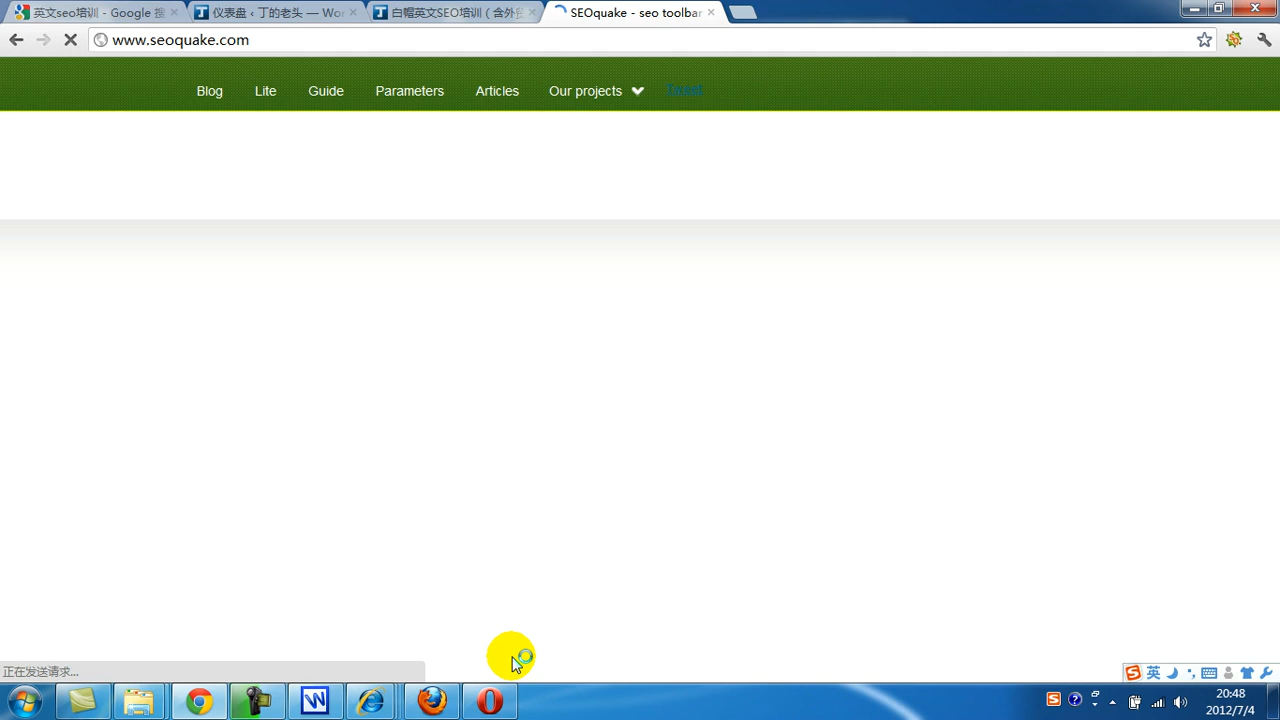 英文seo培训 - Google 搜
仪表盘 ‹ 丁的老头 — Wor
白帽英文SEO培训（含外贸
SEOquake - seo toolbar
www.seoquake.com
Blog
Lite
Guide
Parameters
Articles
Our projects
Tweet
正在发送请求...
英
20:48
2012/7/4